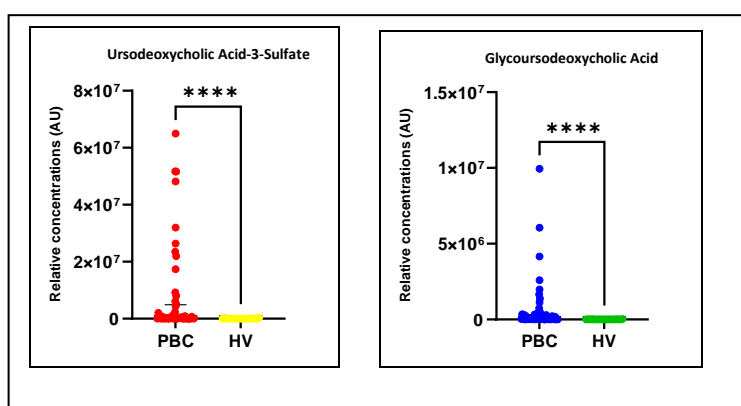 Ursodeoxycholic Acid-3-Sulfate
Relative concentrations (AU)
8×10⁷
6×10⁷
4×10⁷
2×10⁷
0
****
PBC HV
Glycoursodeoxycholic Acid
Relative concentrations (AU)
1.5×10⁷
1×10⁷
5×10⁶
0
****
PBC HV